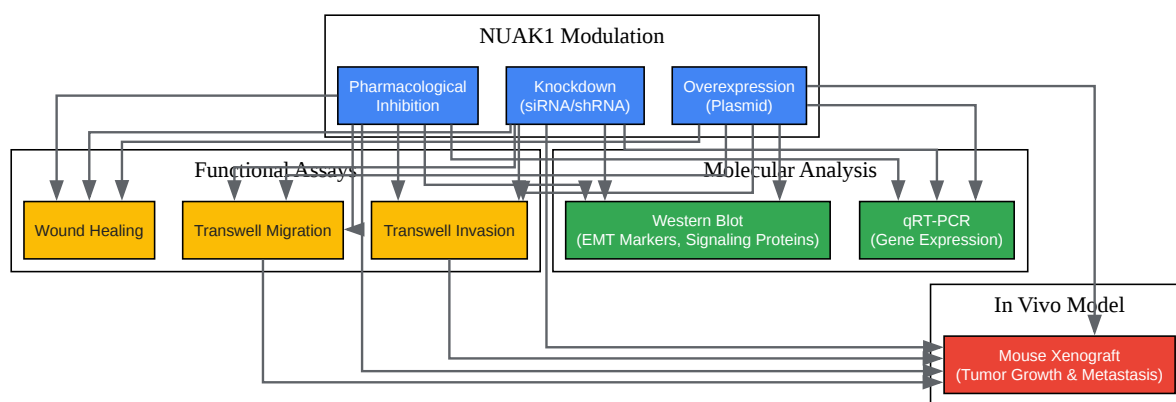 NUAK1 Modulation
Pharmacological
Inhibition
Knockdown
(siRNA/shRNA)
Overexpression
(Plasmid)
Functional Assays
Molecular Analysis
Wound Healing
Transwell Migration
Transwell Invasion
Western Blot
(EMT Markers, Signaling Proteins)
qRT-PCR
(Gene Expression)
In Vivo Model
Mouse Xenograft
(Tumor Growth & Metastasis)